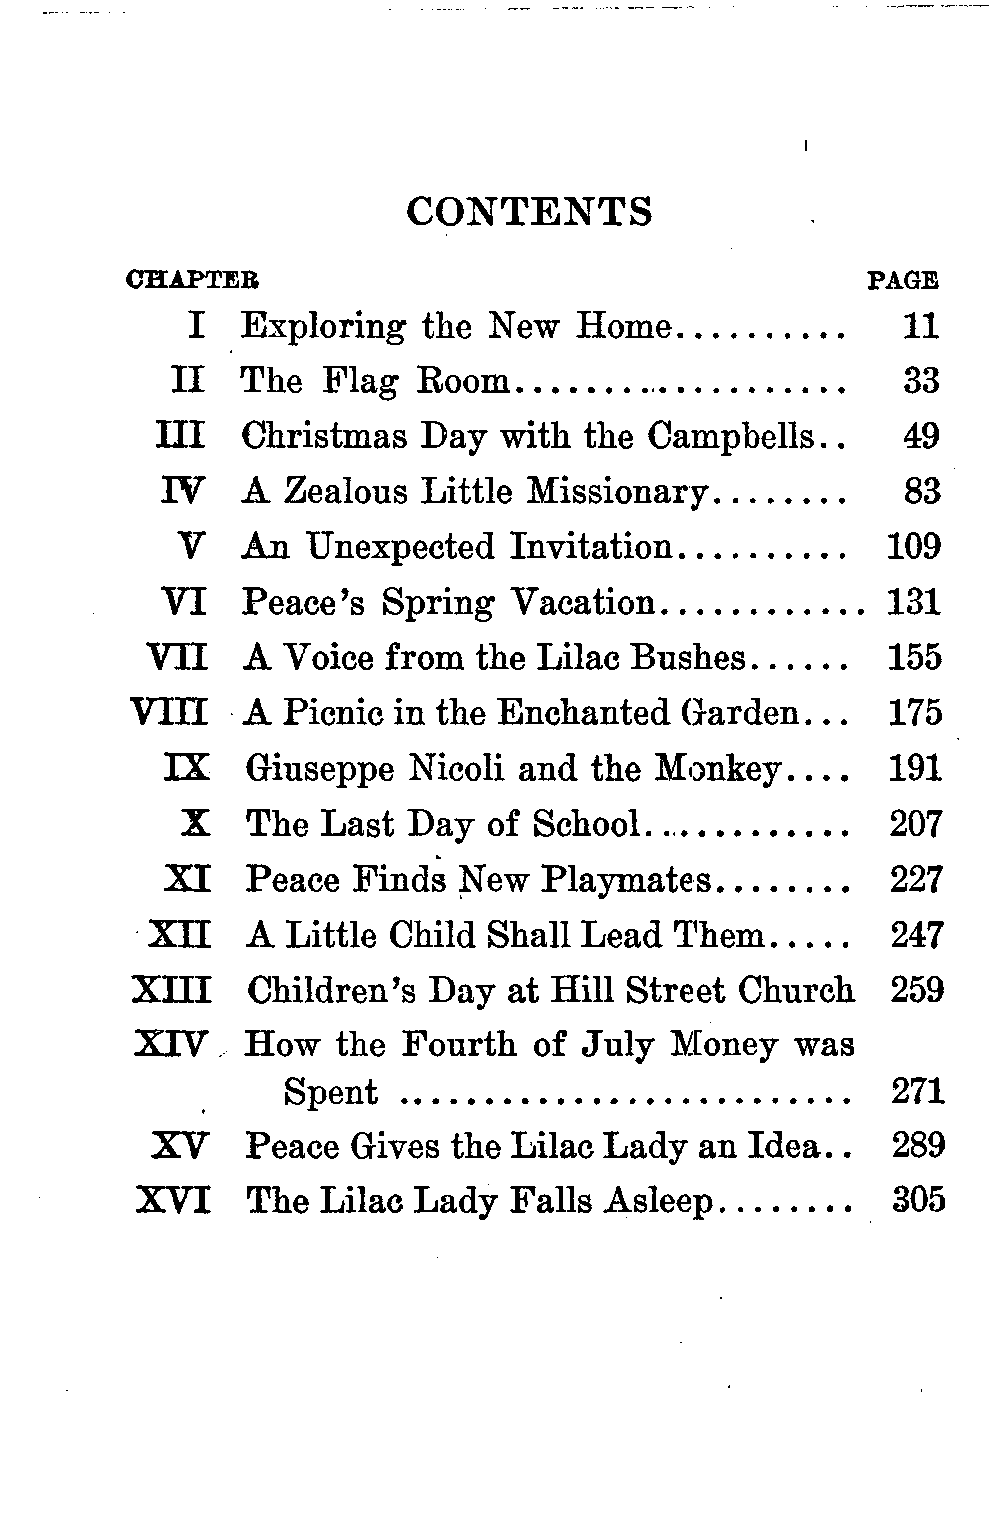 CONTENTS
CHAPTER PAGE
I Exploring the New Home.......... 11
II The Flag Room................... 33
III Christmas Day with the Campbells.. 49
IV A Zealous Little Missionary........ 83
V An Unexpected Invitation.......... 109
VI Peace's Spring Vacation............ 131
VII A Voice from the Lilac Bushes...... 155
VIII A Picnic in the Enchanted Garden... 175
IX Giuseppe Nicoli and the Monkey.... 191
X The Last Day of School............ 207
XI Peace Finds New Playmates........ 227
XII A Little Child Shall Lead Them..... 247
XIII Children's Day at Hill Street Church 259
XIV How the Fourth of July Money was
Spent ........................... 271
XV Peace Gives the Lilac Lady an Idea.. 289
XVI The Lilac Lady Falls Asleep........ 305